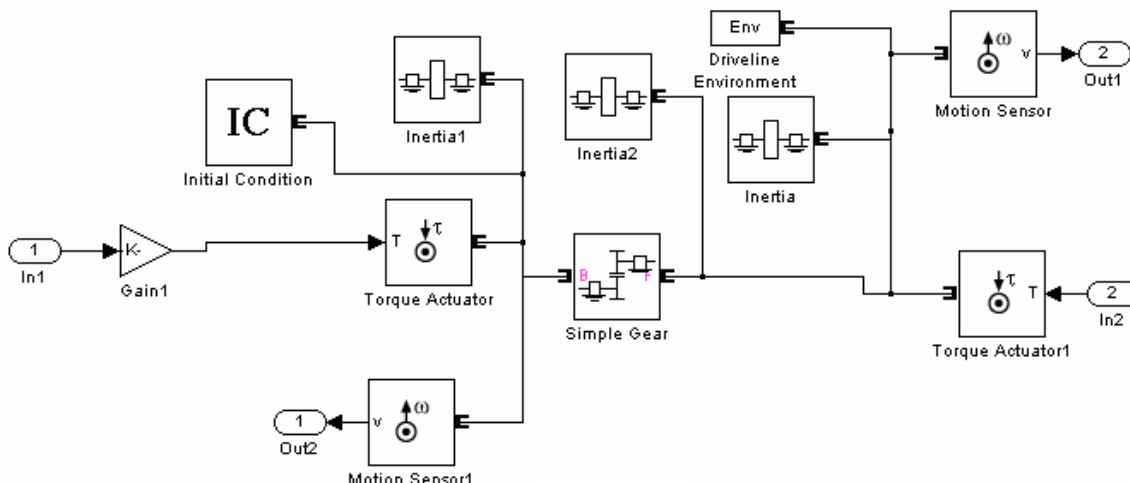 Env
Driveline
Environment
ω
v
2
Out1
Motion Sensor
Inertia1
Inertia2
IC
Initial Condition
Inertia
1
In1
K-
Gain1
T
τ
Torque Actuator
B
F
Simple Gear
τ
T
2
In2
Torque Actuator1
1
Out2
v
ω
Motion Sensor1